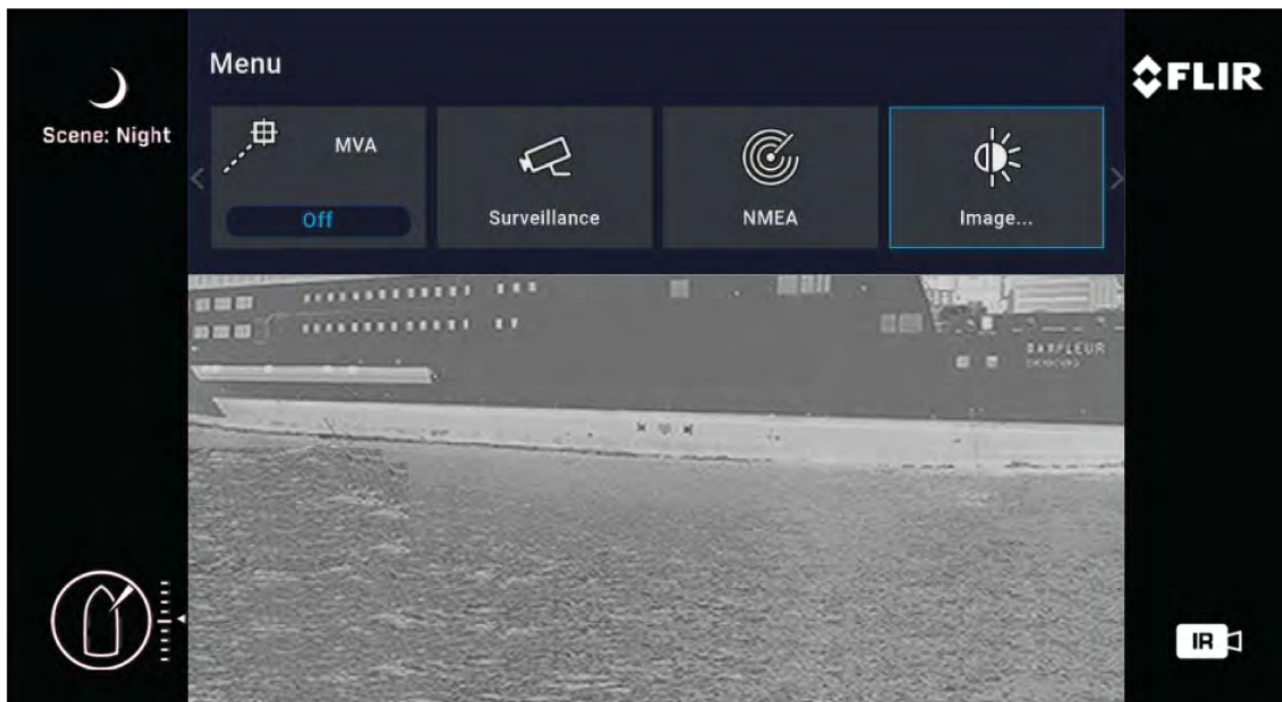 Menu
FLIR
Scene: Night
MVA
Off
Surveillance
NMEA
Image...
BARFLEUR
IR